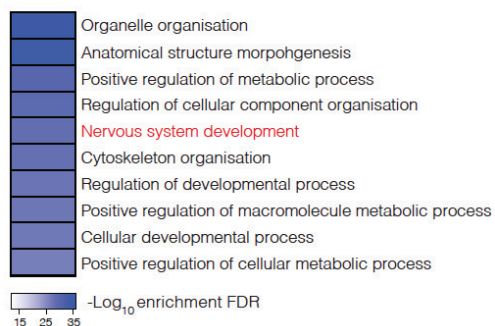 Organelle organisation
Anatomical structure morpohgenesis
Positive regulation of metabolic process
Regulation of cellular component organisation
Nervous system development
Cytoskeleton organisation
Regulation of developmental process
Positive regulation of macromolecule metabolic process
Cellular developmental process
Positive regulation of cellular metabolic process
-Log10 enrichment FDR
15 25 35